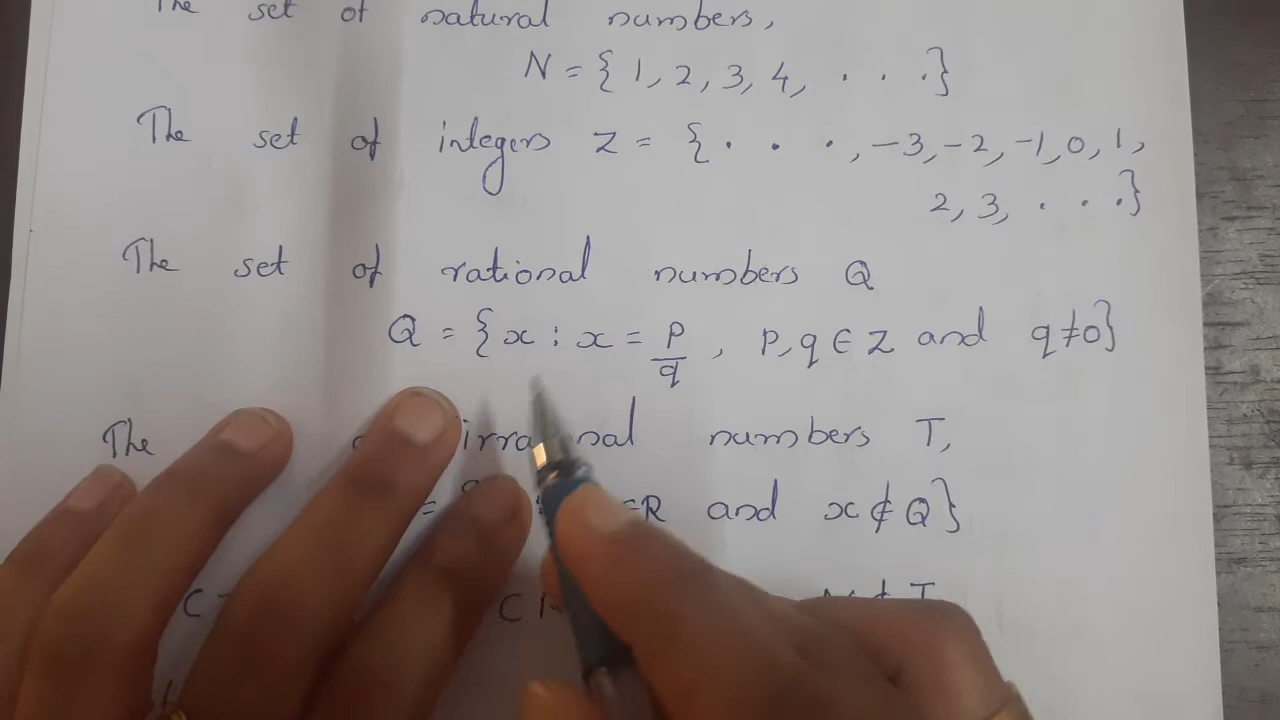 The set of natural numbers,
N = { 1, 2, 3, 4, . . . }
The set of integers Z = { . . . , -3, -2, -1, 0, 1,
2, 3, . . . }
The set of rational numbers Q
Q = { x : x = p/q , p, q ∈ Z and q ≠ 0 }
The numbers T,
R and x ∉ Q }